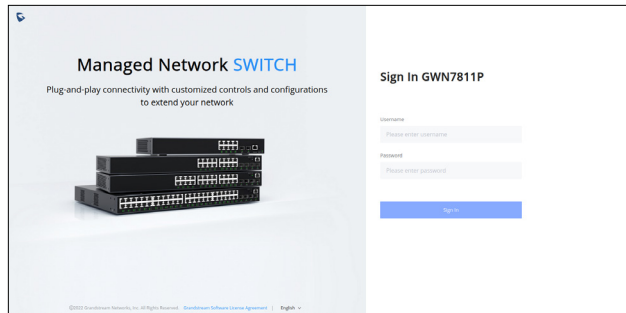 Managed Network SWITCH
Plug-and-play connectivity with customized controls and configurations
to extend your network
Sign In GWN7811P
Username
Please enter username
Password
Please enter password
Sign In
©2023 Grandstream Networks, Inc. All Rights Reserved. Grandstream Software License Agreement | English